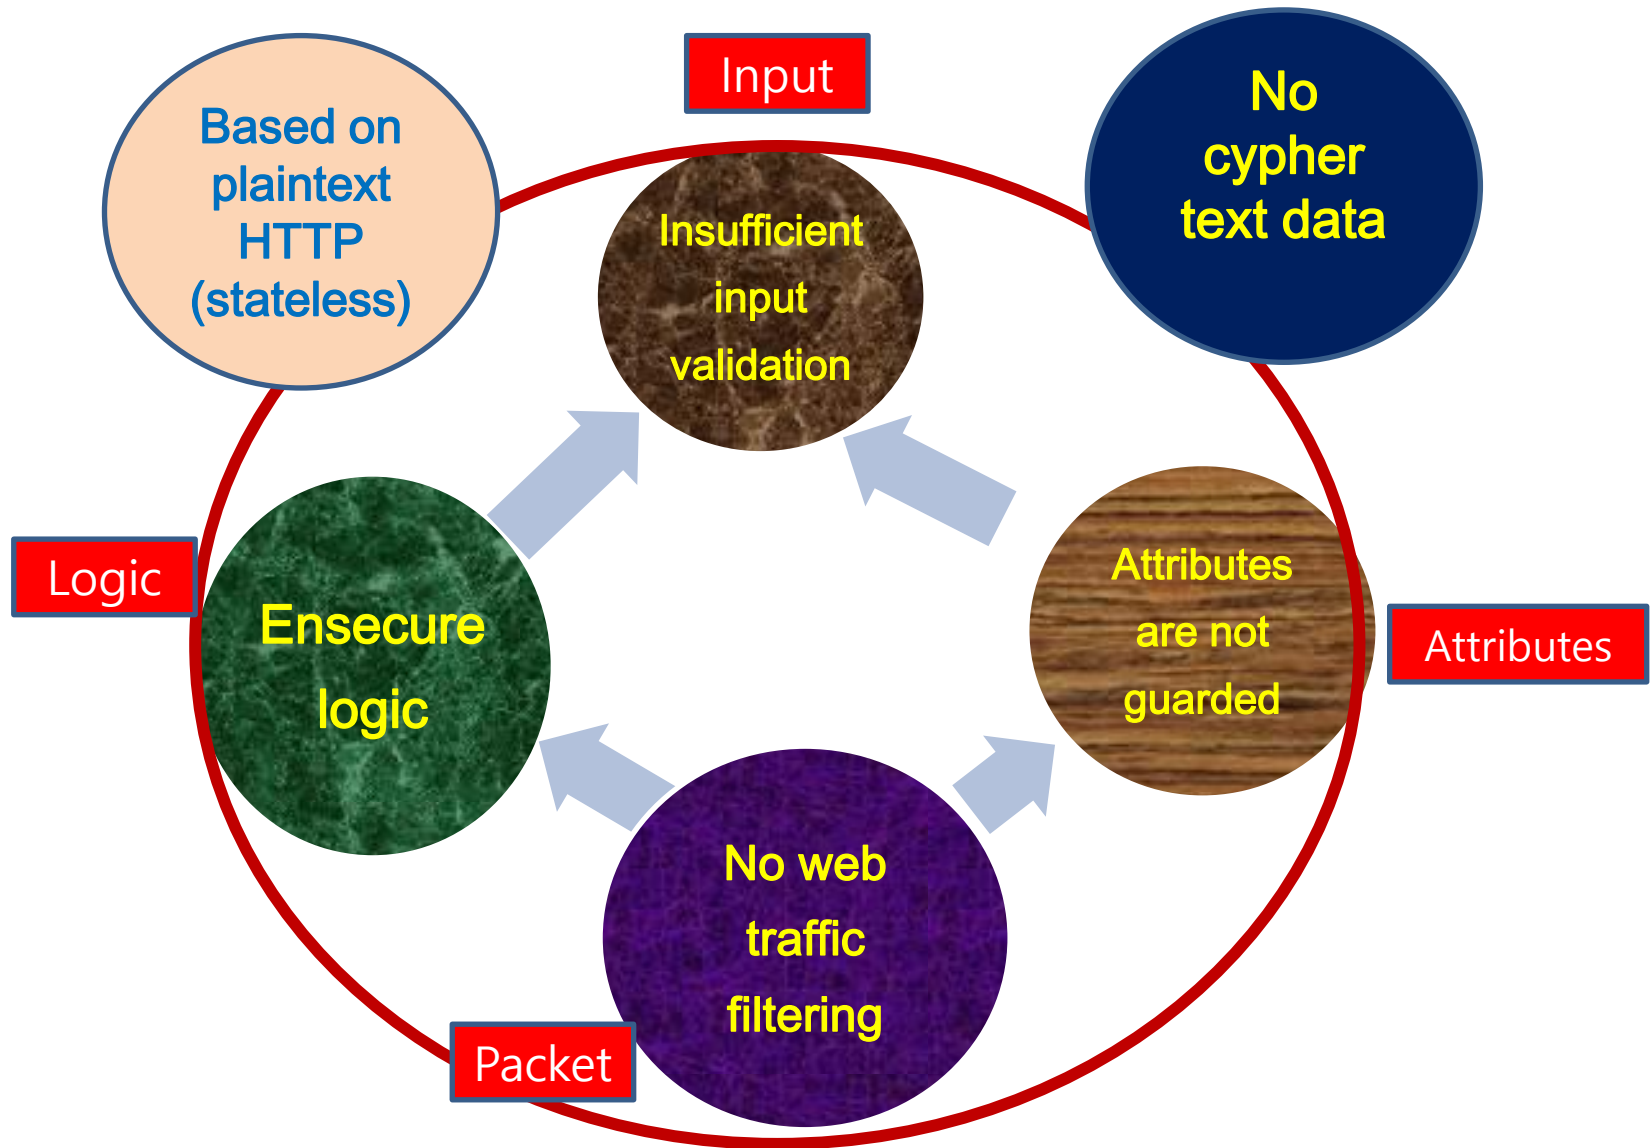 Input
Based on
plaintext
HTTP
(stateless)
No
cypher
text data
Insufficient
input
validation
Logic
Ensecure
logic
Attributes
are not
guarded
Attributes
No web
traffic
filtering
Packet